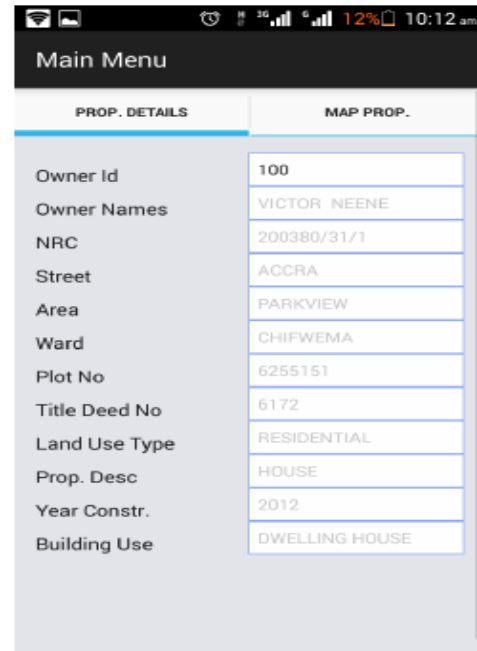 3G G 12% 10:12 am
Main Menu
PROP. DETAILS MAP PROP.
Owner Id 100
Owner Names VICTOR NEENE
NRC 200380/31/1
Street ACCRA
Area PARKVIEW
Ward CHIFWEMA
Plot No 6255151
Title Deed No 6172
Land Use Type RESIDENTIAL
Prop. Desc HOUSE
Year Constr. 2012
Building Use DWELLING HOUSE